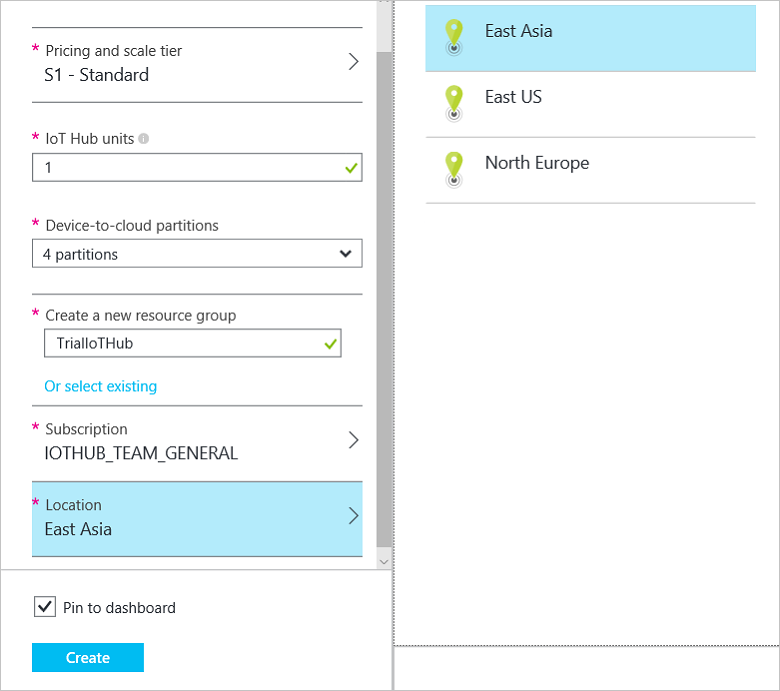 * Pricing and scale tier
S1 - Standard
* IoT Hub units
1
* Device-to-cloud partitions
4 partitions
* Create a new resource group
TrialIoTHub
Or select existing
* Subscription
IOTHUB_TEAM_GENERAL
* Location
East Asia
Pin to dashboard
Create
East Asia
East US
North Europe